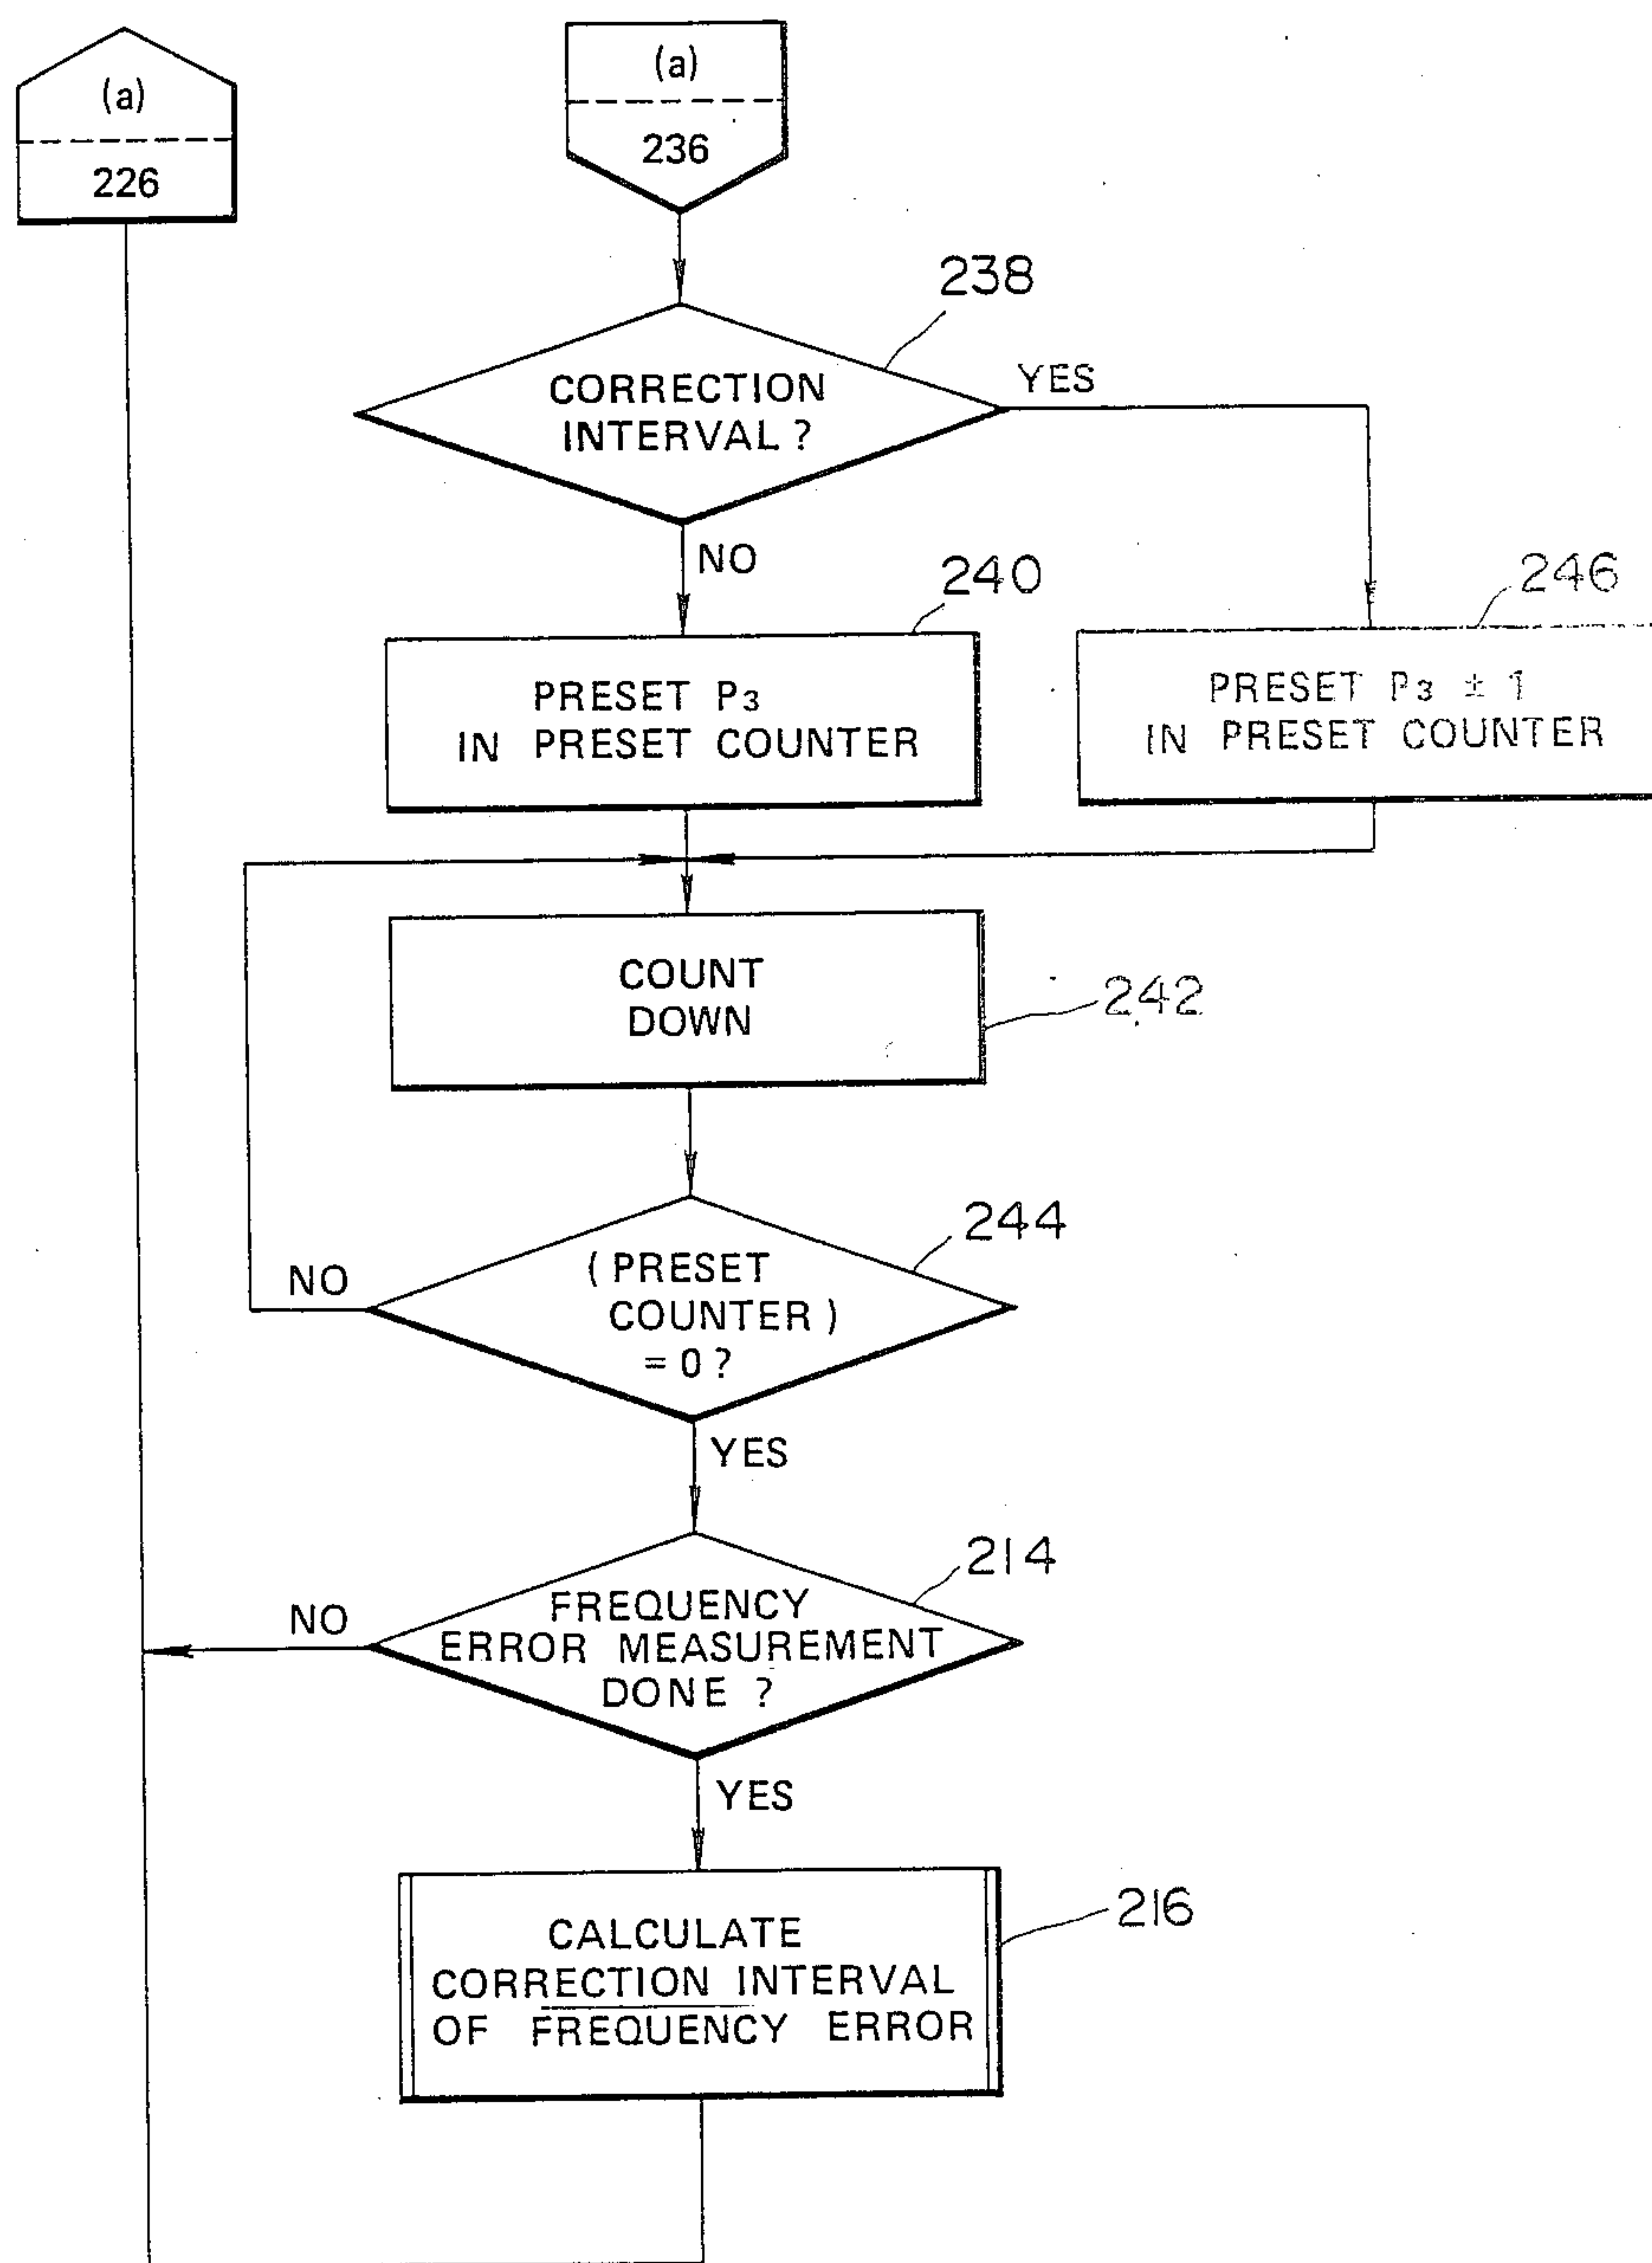 (a)
226
(a)
236
238
CORRECTION
INTERVAL ?
YES
NO
240
246
PRESET P3
IN PRESET COUNTER
PRESET P3 ± 1
IN PRESET COUNTER
COUNT
DOWN
242
244
(PRESET
COUNTER)
= 0 ?
NO
YES
214
FREQUENCY
ERROR MEASUREMENT
DONE ?
NO
YES
216
CALCULATE
CORRECTION INTERVAL
OF FREQUENCY ERROR